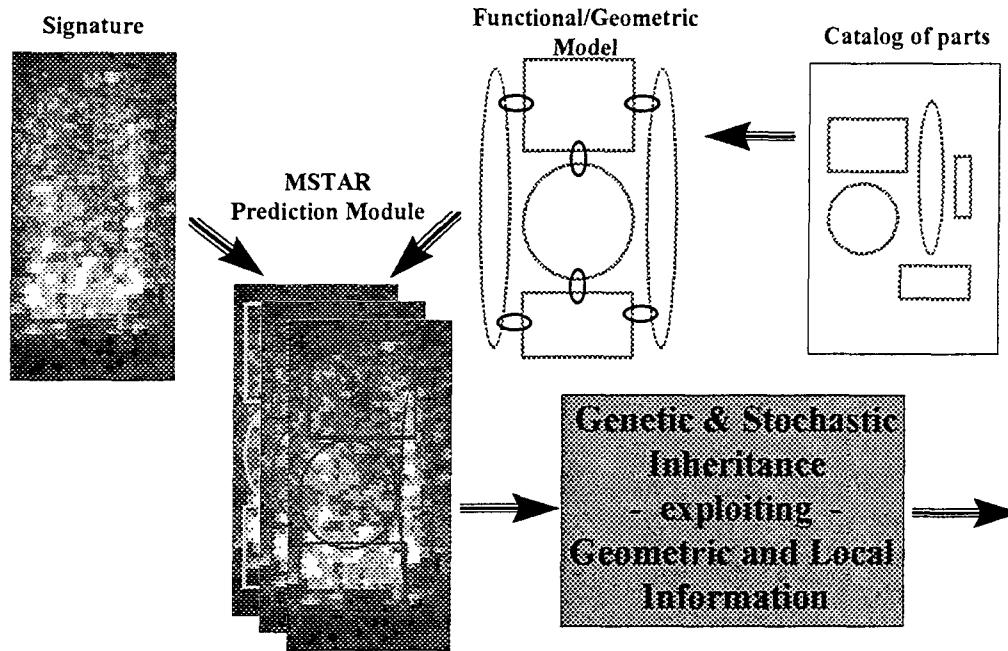 Signature
Functional/Geometric
Model
Catalog of parts
MSTAR
Prediction Module
Genetic & Stochastic
Inheritance
- exploiting -
Geometric and Local
Information